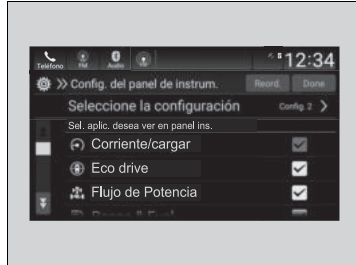 Teléfono FM Audio 12:34
Config. del panel de instrum. Reord. Done
Seleccione la configuración Config. 2
Sel. aplic. desea ver en panel ins.
Corriente/cargar
Eco drive
Flujo de Potencia